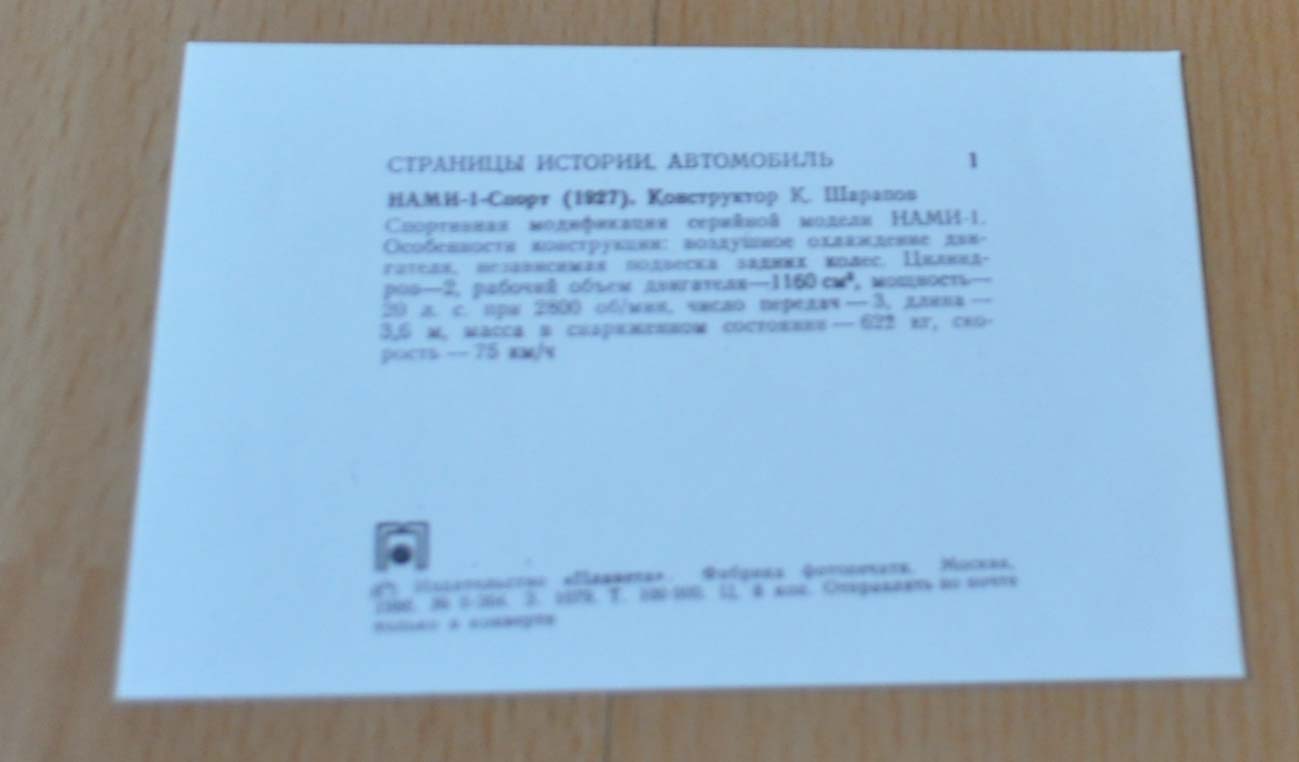 СТРАНИЦЫ ИСТОРИИ. АВТОМОБИЛЬ 1
НАМИ-1-Спорт (1927). Конструктор К. Шарапов
Спортивная модификация серийной модели НАМИ-1.
Особенности конструкции: воздушное охлаждение дви-
гателя, независимая подвеска задних колес. Цилинд-
ров—2, рабочий объем двигателя—1160 см³, мощность—
20 л. с. при 2800 об/мин, число передач — 3, длина —
3,6 м, масса в снаряженном состоянии — 622 кг, ско-
рость — 75 км/ч
© Издательство «Планета». Фабрика фотопечати. Москва,
Т. Ц. коп. Отправлять по почте
только в конверте